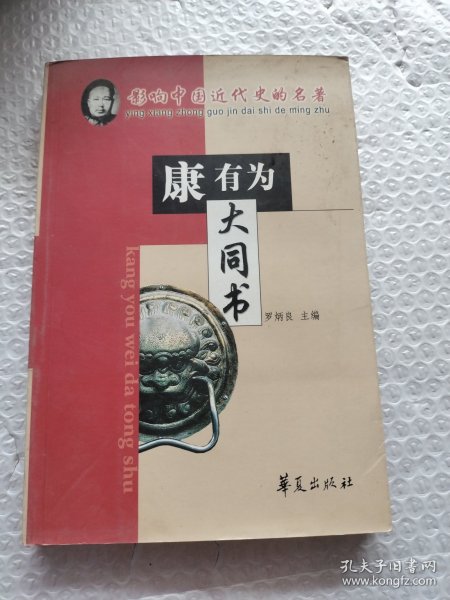 影响中国近代史的名著
ying xiang zhong guo jin dai shi de ming zhu
康有为
大同书
罗炳良 主编
kang you wei da tong shu
華夏出版社
孔夫子旧书网
www.kongfz.com